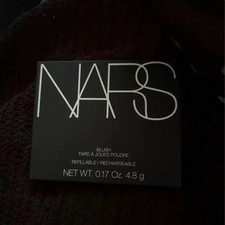 NARS
BLUSH
FARD À JOUES POUDRE
REFILLABLE / RECHARGEABLE
NET WT. 0.17 Oz. 4.8 g